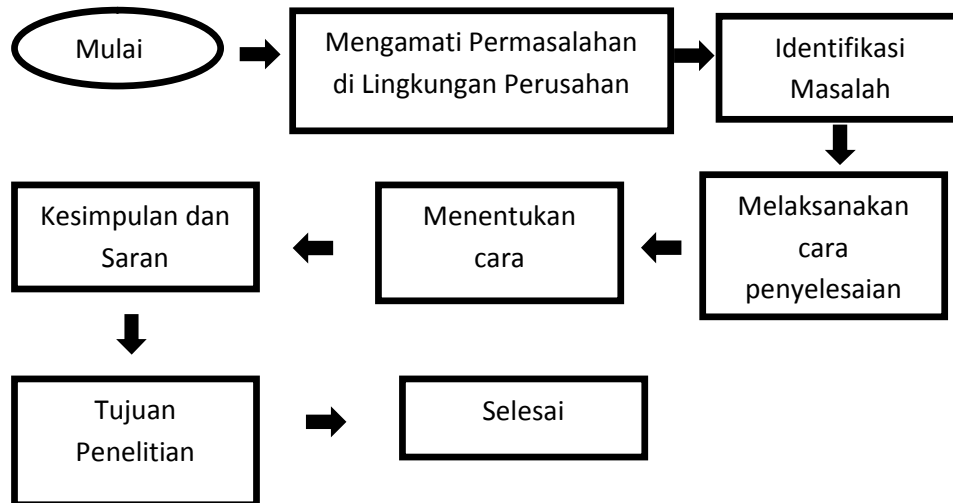 Mulai
Mengamati Permasalahan
di Lingkungan Perusahan
Identifikasi
Masalah
Melaksanakan
cara
penyelesaian
Menentukan
cara
Kesimpulan dan
Saran
Tujuan
Penelitian
Selesai